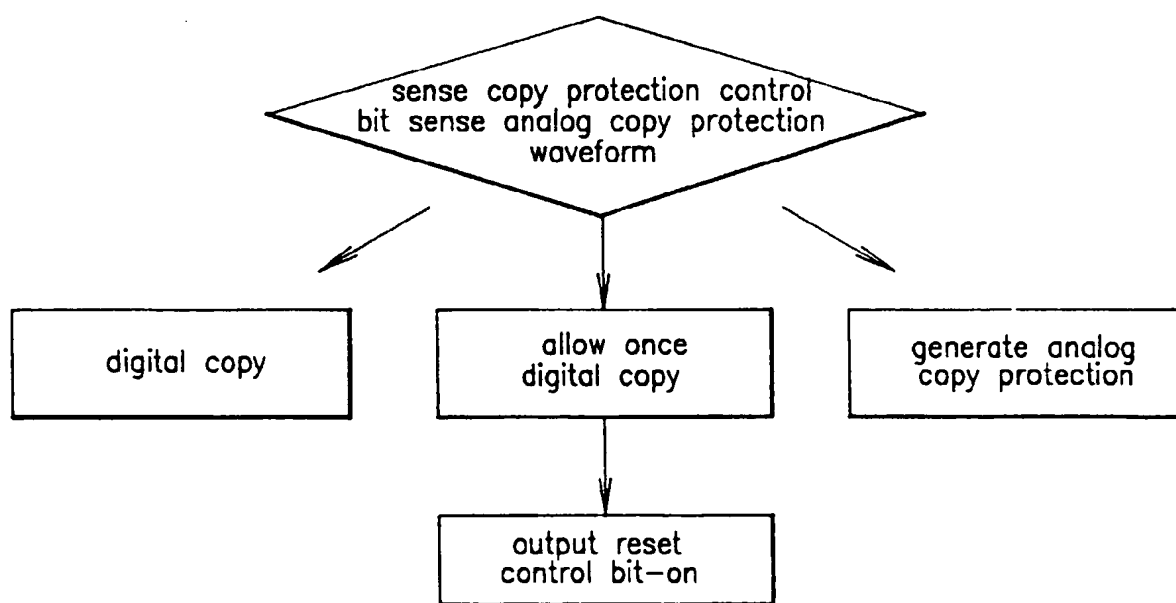 sense copy protection control
bit sense analog copy protection
waveform
digital copy
allow once
digital copy
generate analog
copy protection
output reset
control bit-on